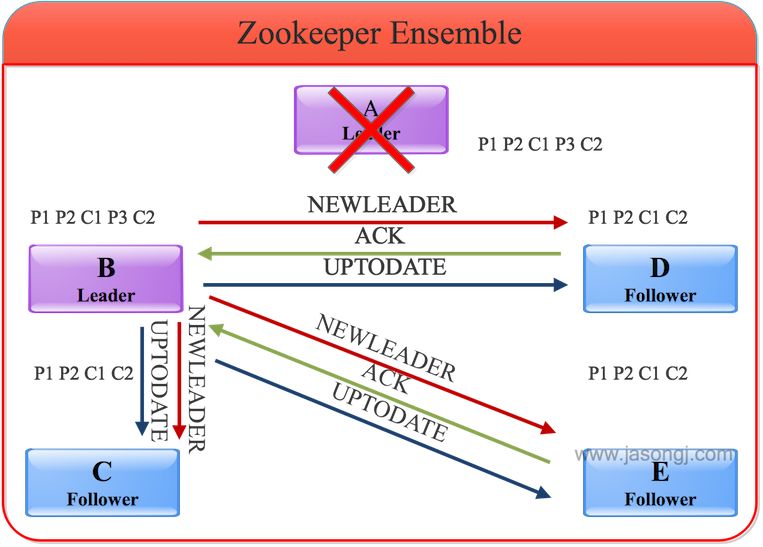 Zookeeper Ensemble
A
Leader
P1 P2 C1 P3 C2
P1 P2 C1 P3 C2
NEWLEADER
P1 P2 C1 C2
ACK
B
Leader
UPTODATE
D
Follower
NEWLEADER
UPTODATE
NEWLEADER
ACK
UPTODATE
P1 P2 C1 C2
P1 P2 C1 C2
www.jasongj.com
C
Follower
E
Follower